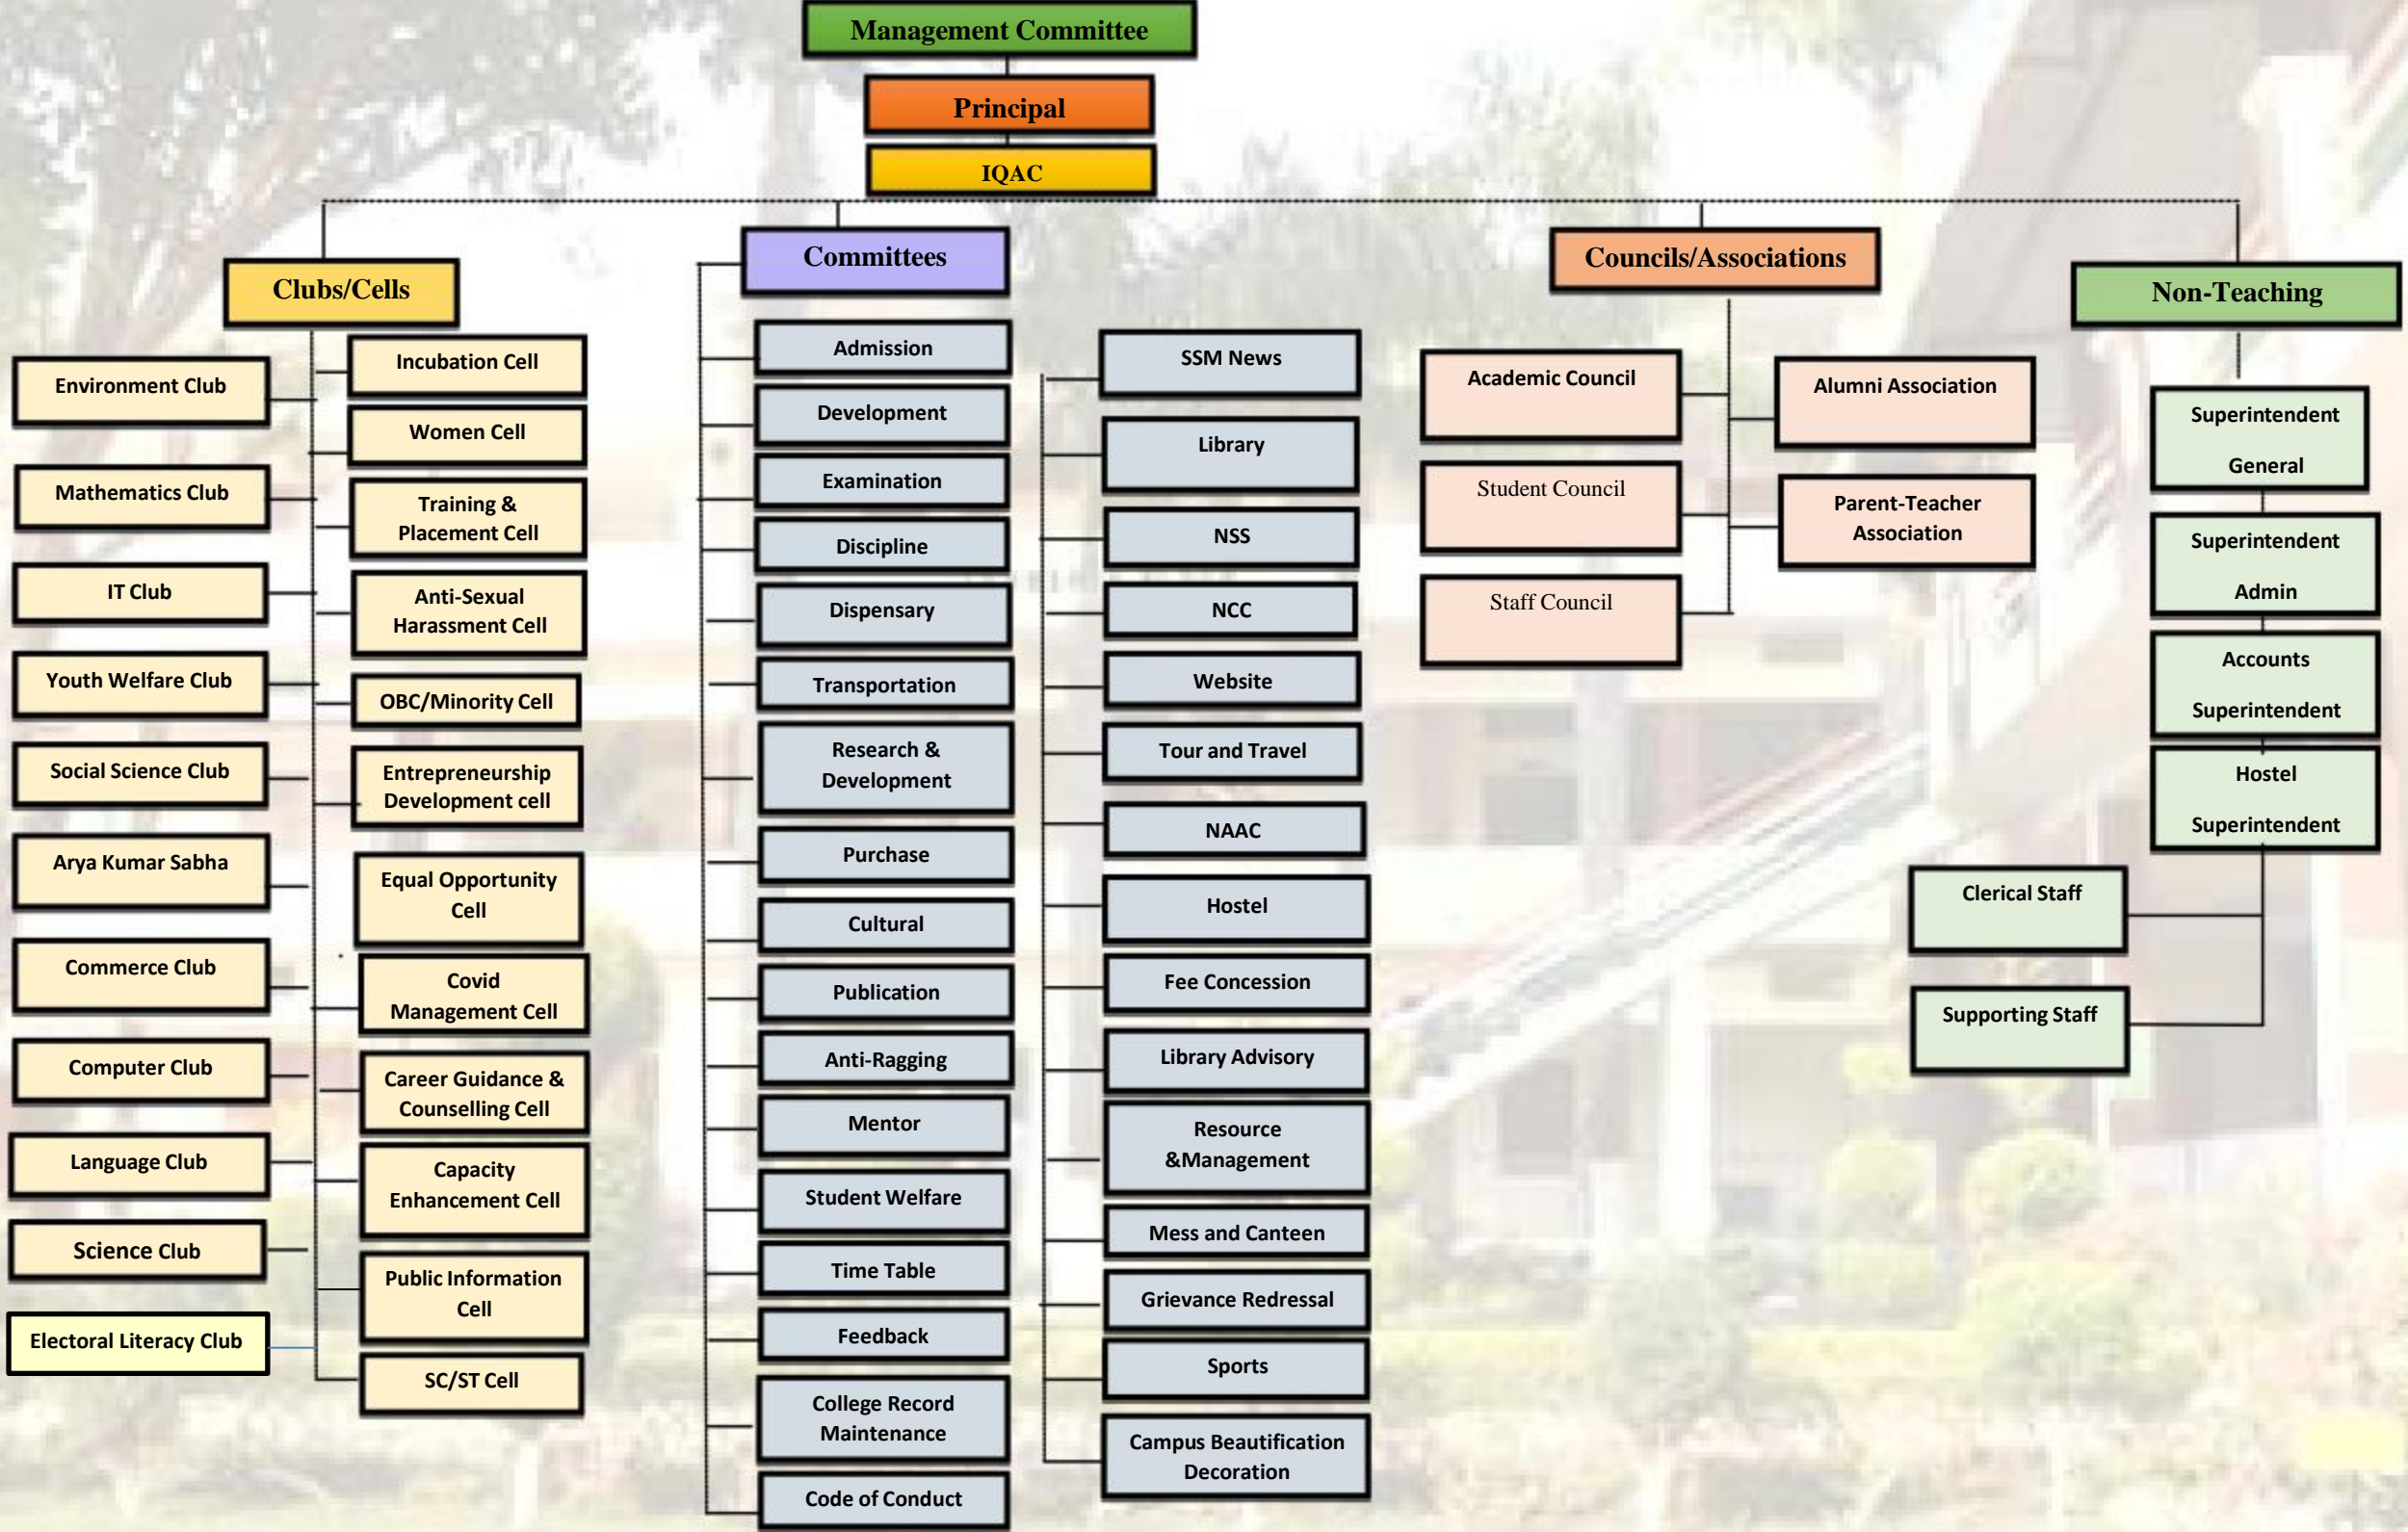 Management Committee
Principal
IQAC
Clubs/Cells
Environment Club
Mathematics Club
IT Club
Youth Welfare Club
Social Science Club
Arya Kumar Sabha
Commerce Club
Computer Club
Language Club
Science Club
Electoral Literacy Club
Incubation Cell
Women Cell
Training &
Placement Cell
Anti-Sexual
Harassment Cell
OBC/Minority Cell
Entrepreneurship
Development cell
Equal Opportunity
Cell
Covid
Management Cell
Career Guidance &
Counselling Cell
Capacity
Enhancement Cell
Public Information
Cell
SC/ST Cell
Committees
Admission
Development
Examination
Discipline
Dispensary
Transportation
Research &
Development
Purchase
Cultural
Publication
Anti-Ragging
Mentor
Student Welfare
Time Table
Feedback
College Record
Maintenance
Code of Conduct
SSM News
Library
NSS
NCC
Website
Tour and Travel
NAAC
Hostel
Fee Concession
Library Advisory
Resource
&Management
Mess and Canteen
Grievance Redressal
Sports
Campus Beautification
Decoration
Councils/Associations
Academic Council
Student Council
Staff Council
Alumni Association
Parent-Teacher
Association
Non-Teaching
Superintendent
General
Superintendent
Admin
Accounts
Superintendent
Hostel
Superintendent
Clerical Staff
Supporting Staff